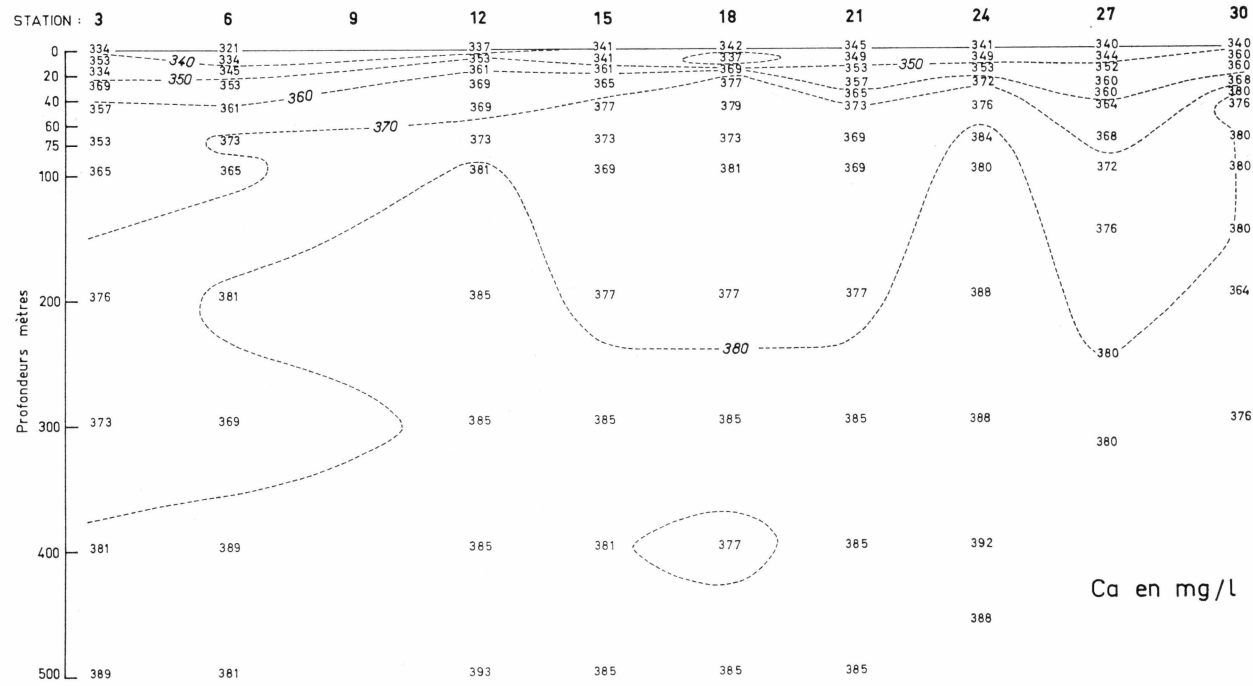 STATION : 3 6 9 12 15 18 21 24 27 30
0 334 321 337 341 342 345 341 340 340
353 334 353 341 337 349 349 344 360
340 350
334 345 361 361 369 353 353 352 360
20 369 353 369 365 377 357 372 360 368
360 365 360 380
40 357 361 369 377 379 373 376 364 376
60 370
75 353 373 373 373 373 369 384 368 380
100 365 365 381 369 381 369 380 372 380
376 380
200 376 381 385 377 377 377 388 364
380 380
Profondeurs mètres
300 373 369 385 385 385 385 388 380 376
400 381 389 385 381 377 385 392
Ca en mg/l
388
500 389 381 393 385 385 385